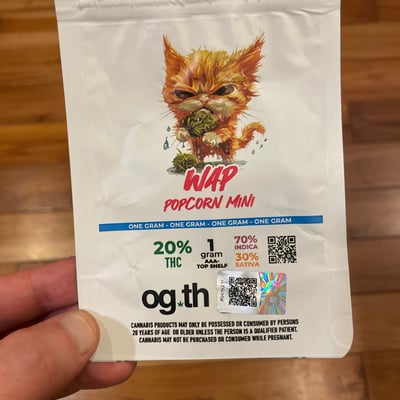 WAP
POPCORN MINI
ONE GRAM - ONE GRAM - ONE GRAM - ONE GRAM
20% THC
1 gram
AAA-
TOP SHELF
70% INDICA
30% SATIVA
og th
CANNABIS PRODUCTS MAY ONLY BE POSSESSED OR CONSUMED BY PERSONS
20 YEARS OF AGE OR OLDER UNLESS THE PERSON IS A QUALIFIED PATIENT.
CANNABIS MAY NOT BE PURCHASED OR CONSUMED WHILE PREGNANT.